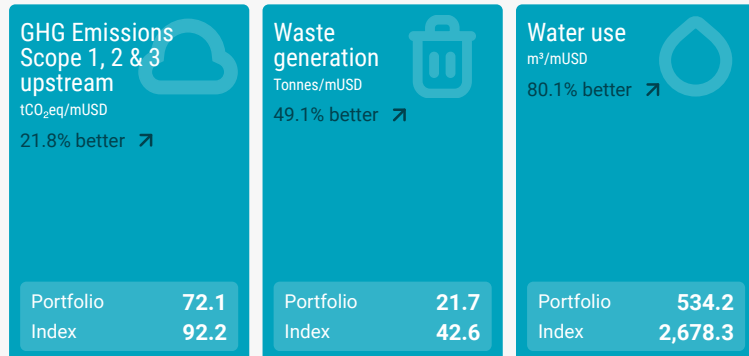 GHG Emissions
Scope 1, 2 & 3
upstream
tCO₂eq/mUSD
21.8% better
Portfolio 72.1
Index 92.2
Waste
generation
Tonnes/mUSD
49.1% better
Portfolio 21.7
Index 42.6
Water use
m³/mUSD
80.1% better
Portfolio 534.2
Index 2,678.3